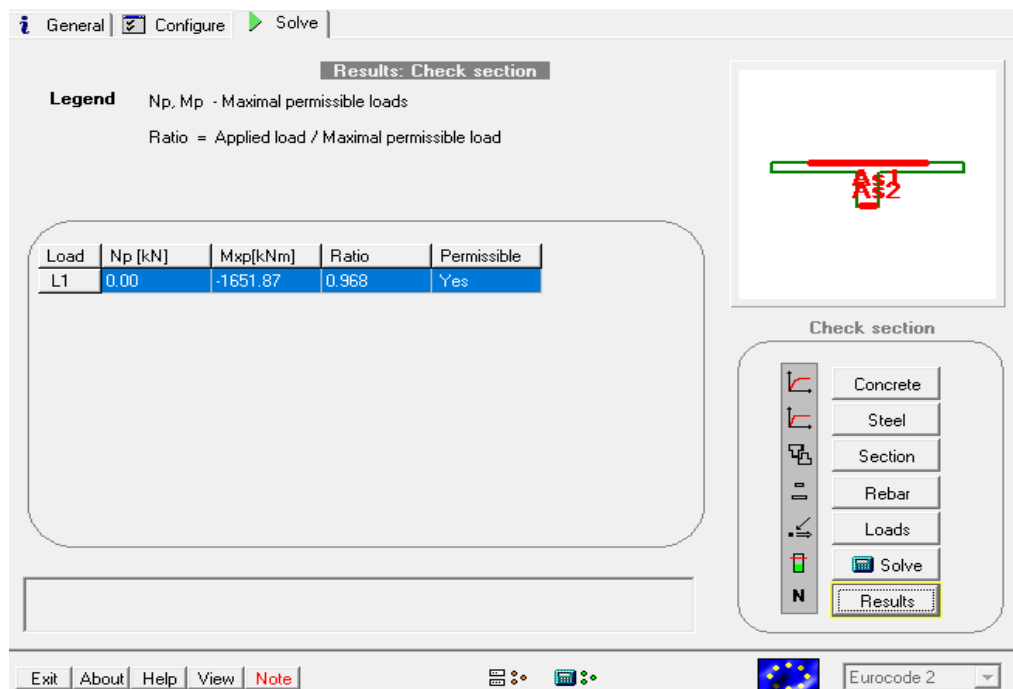 i General Configure Solve
Results: Check section
Legend Np, Mp - Maximal permissible loads
Ratio = Applied load / Maximal permissible load
As1
As2
Load Np [kN] Mxp[kNm] Ratio Permissible
L1 0.00 -1651.87 0.968 Yes
Check section
Concrete
Steel
Section
Rebar
Loads
Solve
N Results
Exit About Help View Note Eurocode 2